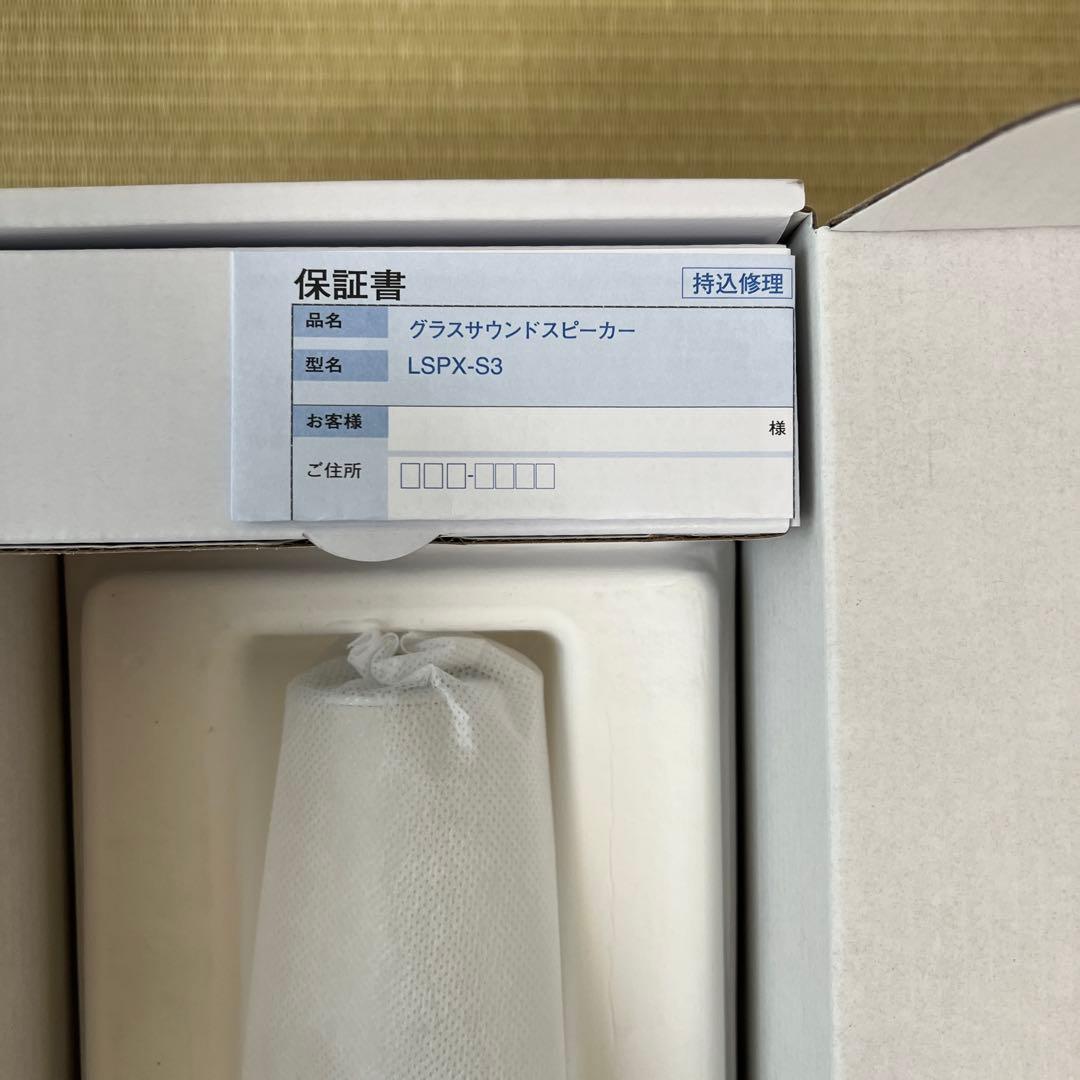 保証書 持込修理
品名 グラスサウンドスピーカー
型名 LSPX-S3
お客様 様
ご住所 □□□-□□□□